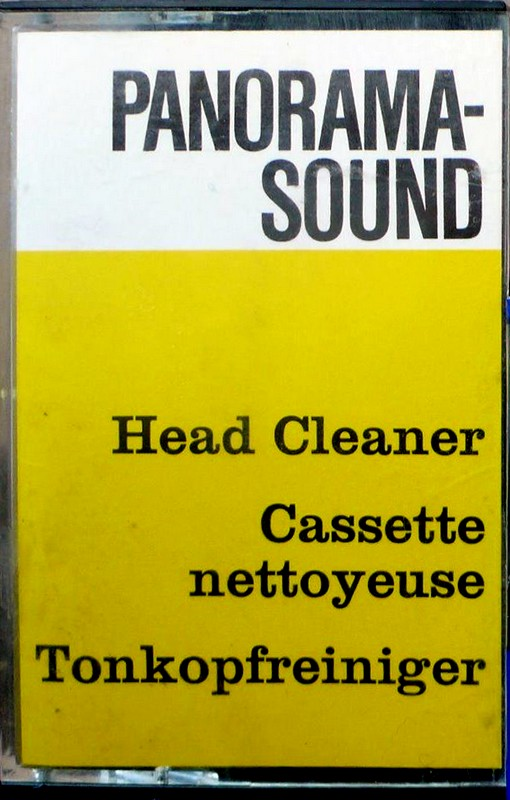 PANORAMA-
SOUND
Head Cleaner
Cassette
nettoyeuse
Tonkopfreiniger